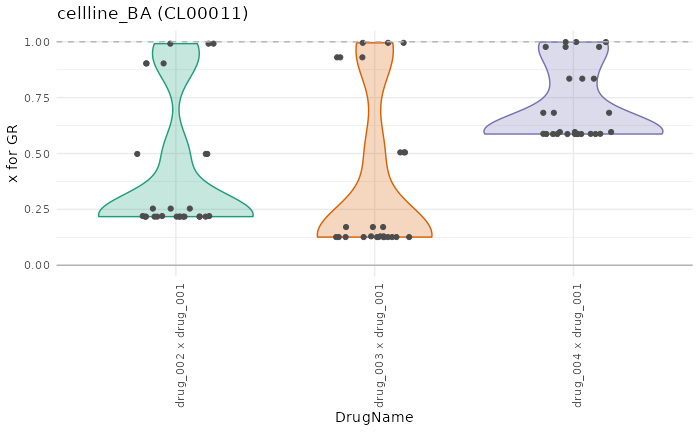 cellline_BA (CL00011)
x for GR
1.00
0.75
0.50
0.25
0.00
drug_002 x drug_001
drug_003 x drug_001
drug_004 x drug_001
DrugName